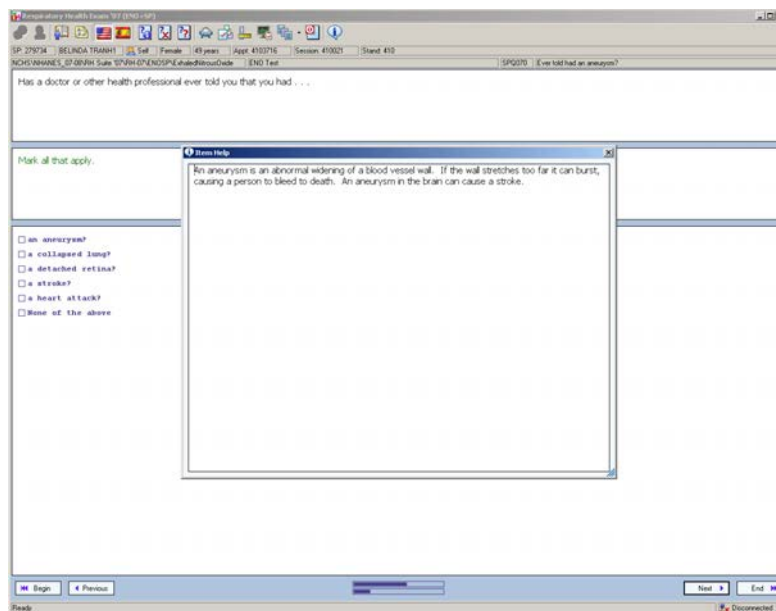 Respiratory Health Exam '07 (ENO+SP)
SP: 279734 BELINDA TRANH1 Self Female 49 years Appt: 4103716 Session: 410021 Stand: 410
NCHS\NHANES_07-08\RH Suite '07\RH-07\ENOSP\ExhaledNitrousOxide ENO Test SPQ070 Ever told had an aneurysm?
Has a doctor or other health professional ever told you that you had . . .
Mark all that apply.
Item Help
An aneurysm is an abnormal widening of a blood vessel wall. If the wall stretches too far it can burst,
causing a person to bleed to death. An aneurysm in the brain can cause a stroke.
an aneurysm?
a collapsed lung?
a detached retina?
a stroke?
a heart attack?
None of the above
Begin Previous Next End
Ready Disconnected